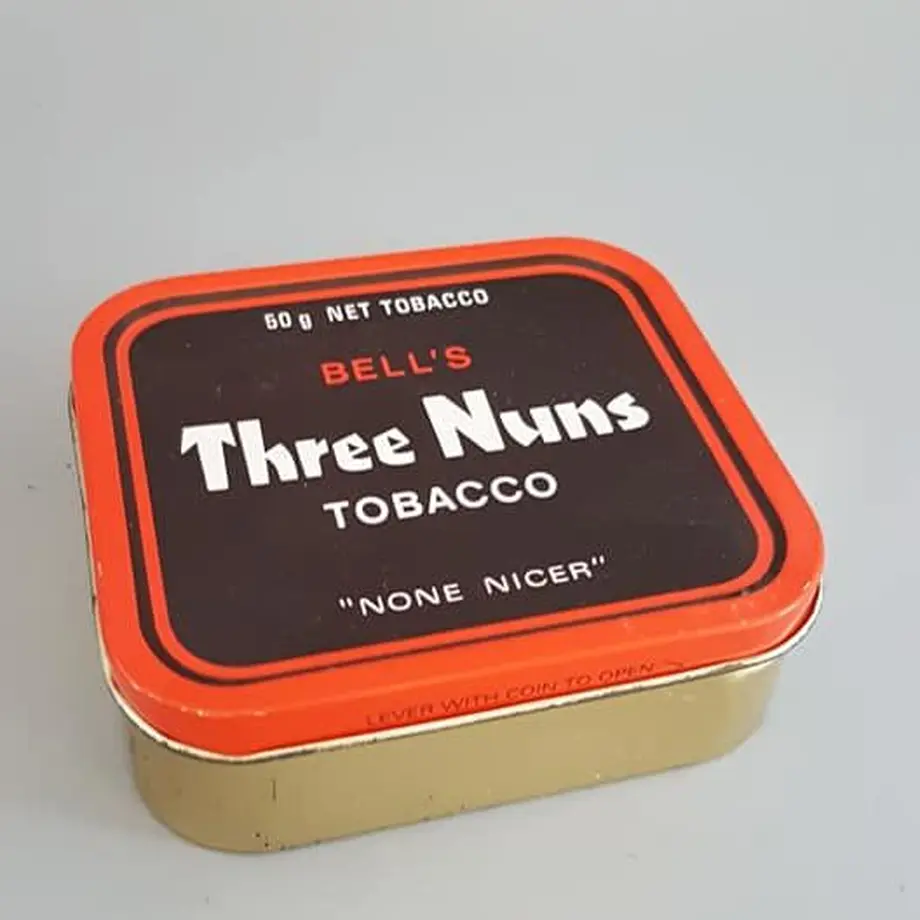 50 g NET TOBACCO
BELL'S
Three Nuns
TOBACCO
"NONE NICER"
LEVER WITH COIN TO OPEN